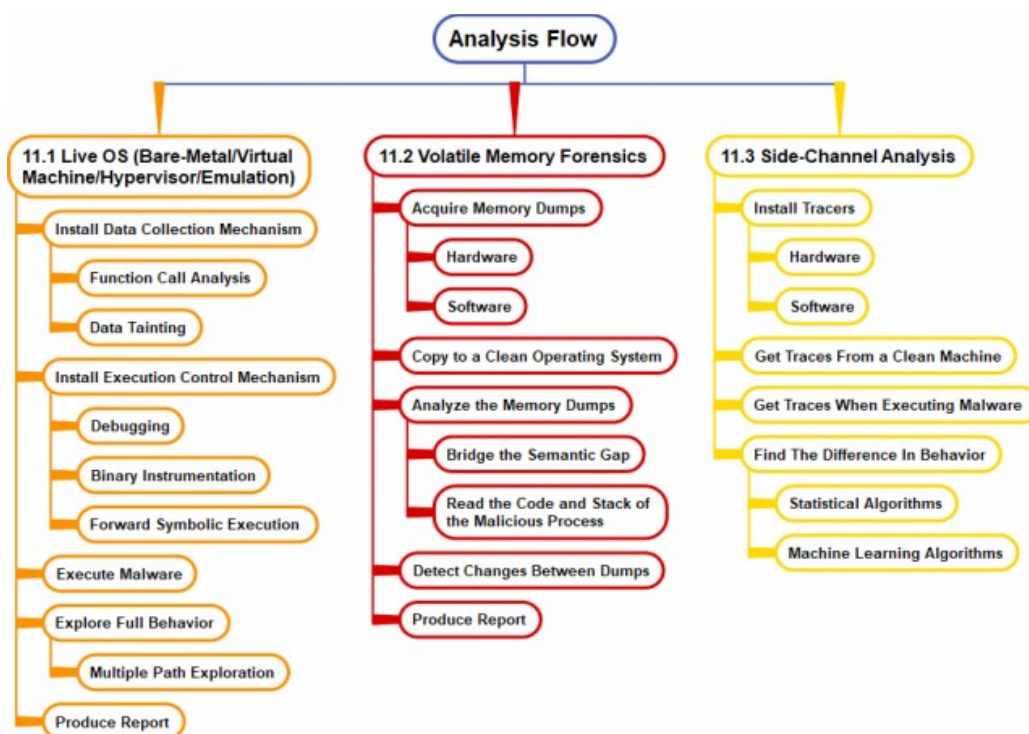 Analysis Flow
11.1 Live OS (Bare-Metal/Virtual
Machine/Hypervisor/Emulation)
Install Data Collection Mechanism
Function Call Analysis
Data Tainting
Install Execution Control Mechanism
Debugging
Binary Instrumentation
Forward Symbolic Execution
Execute Malware
Explore Full Behavior
Multiple Path Exploration
Produce Report
11.2 Volatile Memory Forensics
Acquire Memory Dumps
Hardware
Software
Copy to a Clean Operating System
Analyze the Memory Dumps
Bridge the Semantic Gap
Read the Code and Stack of
the Malicious Process
Detect Changes Between Dumps
Produce Report
11.3 Side-Channel Analysis
Install Tracers
Hardware
Software
Get Traces From a Clean Machine
Get Traces When Executing Malware
Find The Difference In Behavior
Statistical Algorithms
Machine Learning Algorithms